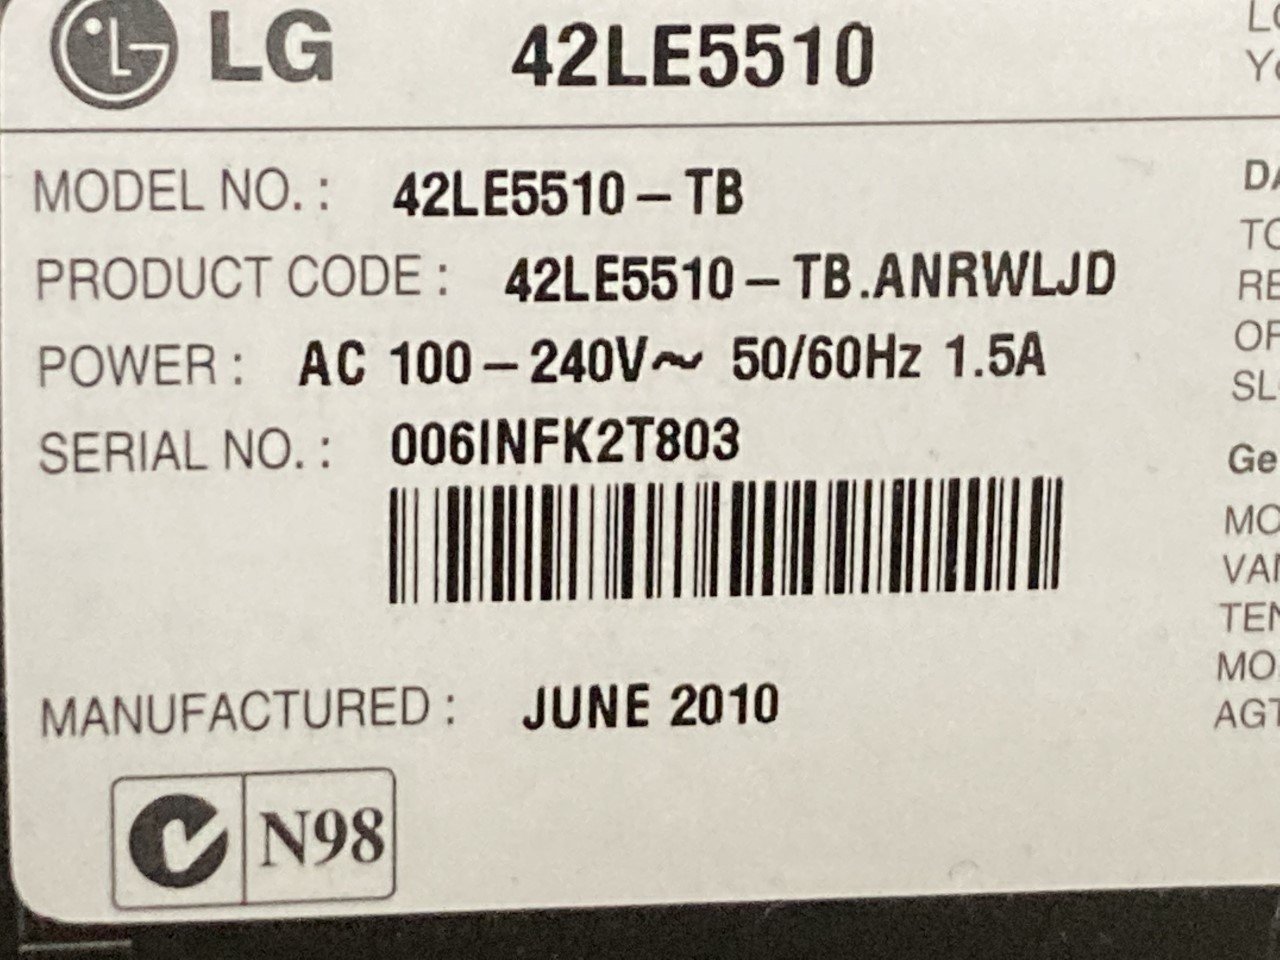 LG 42LE5510
MODEL NO. : 42LE5510-TB
PRODUCT CODE : 42LE5510-TB.ANRWLJD
POWER : AC 100-240V~ 50/60Hz 1.5A
SERIAL NO. : 006INFK2T803
MANUFACTURED : JUNE 2010
N98